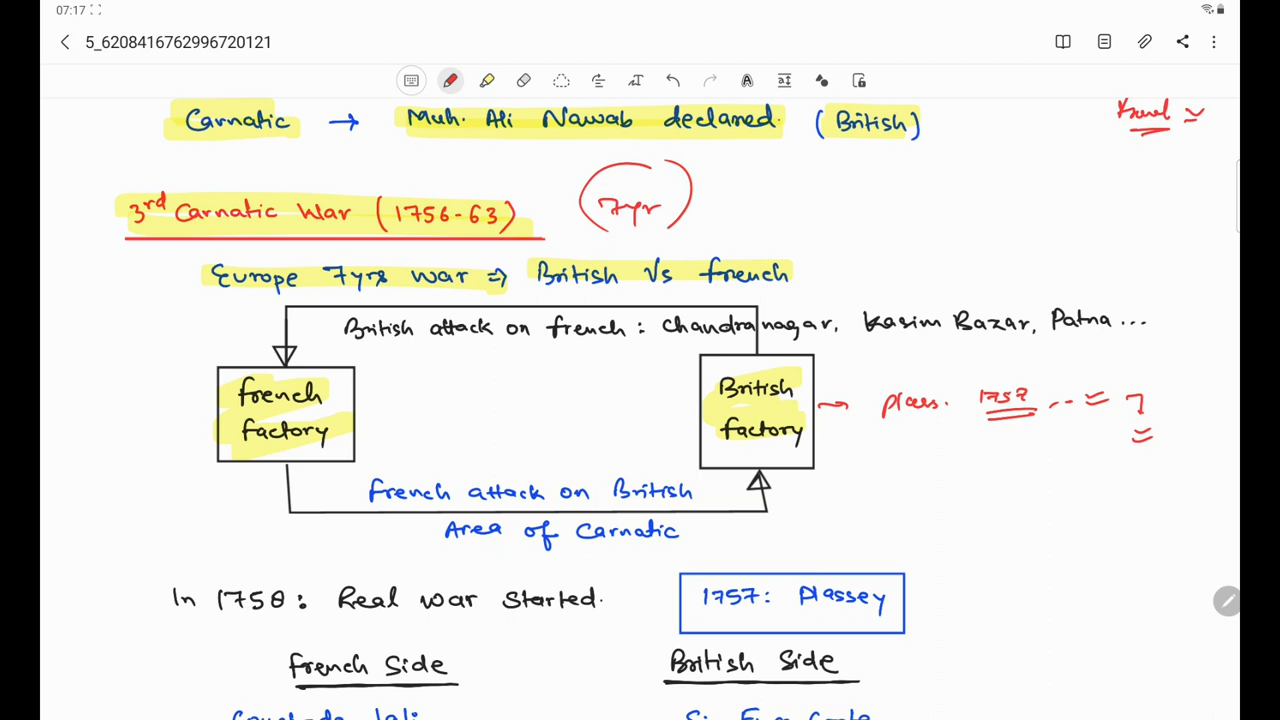 07:17
5_6208416762996720121
Carnatic → Muh. Ali Nawab declared. (British)
3rd Carnatic War (1756-63) 7yr
Europe 7yrs war ⇒ British Vs french
British attack on french : Chandranagar, Kasim Bazar, Patna ...
french
factory
British
factory
1757
French attack on British
Area of Carnatic
In 1758: Real war started.
1757: Plassey
French Side
British Side